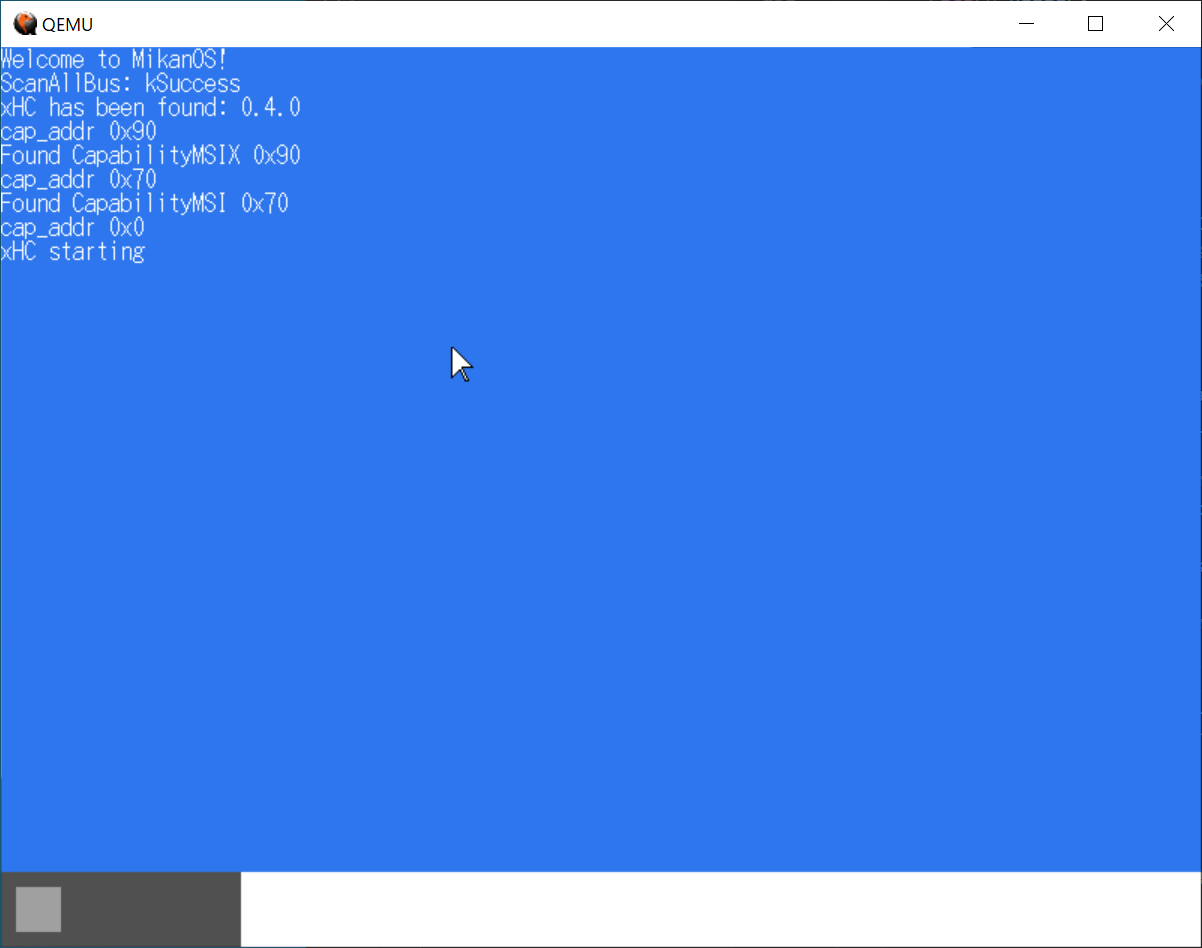 QEMU
Welcome to MikanOS!
ScanAllBus: kSuccess
xHC has been found: 0.4.0
cap_addr 0x90
Found CapabilityMSIX 0x90
cap_addr 0x70
Found CapabilityMSI 0x70
cap_addr 0x0
xHC starting